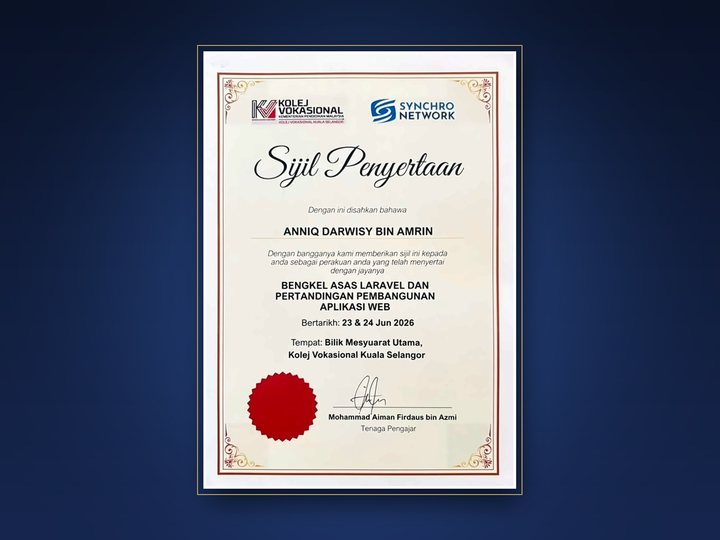 KOLEJ
VOKASIONAL
KEMENTERIAN PENDIDIKAN MALAYSIA
KOLEJ VOKASIONAL KUALA SELANGOR
SYNCHRO
NETWORK
Sijil Penyertaan
Dengan ini disahkan bahawa
ANNIQ DARWISY BIN AMRIN
Dengan bangganya kami memberikan sijil ini kepada
anda sebagai perakuan anda yang telah menyertai
dengan jayanya
BENGKEL ASAS LARAVEL DAN
PERTANDINGAN PEMBANGUNAN
APLIKASI WEB
Bertarikh: 23 & 24 Jun 2026
Tempat: Bilik Mesyuarat Utama,
Kolej Vokasional Kuala Selangor
Mohammad Aiman Firdaus bin Azmi
Tenaga Pengajar